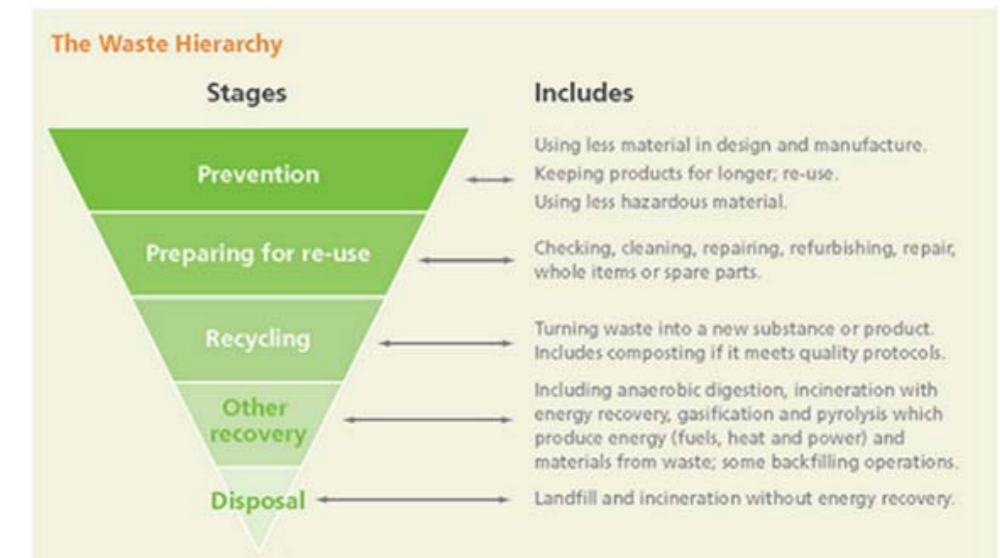 The Waste Hierarchy
Stages
Includes
Prevention
Using less material in design and manufacture.
Keeping products for longer; re-use.
Using less hazardous material.
Preparing for re-use
Checking, cleaning, repairing, refurbishing, repair,
whole items or spare parts.
Recycling
Turning waste into a new substance or product.
Includes composting if it meets quality protocols.
Other
recovery
Including anaerobic digestion, incineration with
energy recovery, gasification and pyrolysis which
produce energy (fuels, heat and power) and
materials from waste; some backfilling operations.
Disposal
Landfill and incineration without energy recovery.